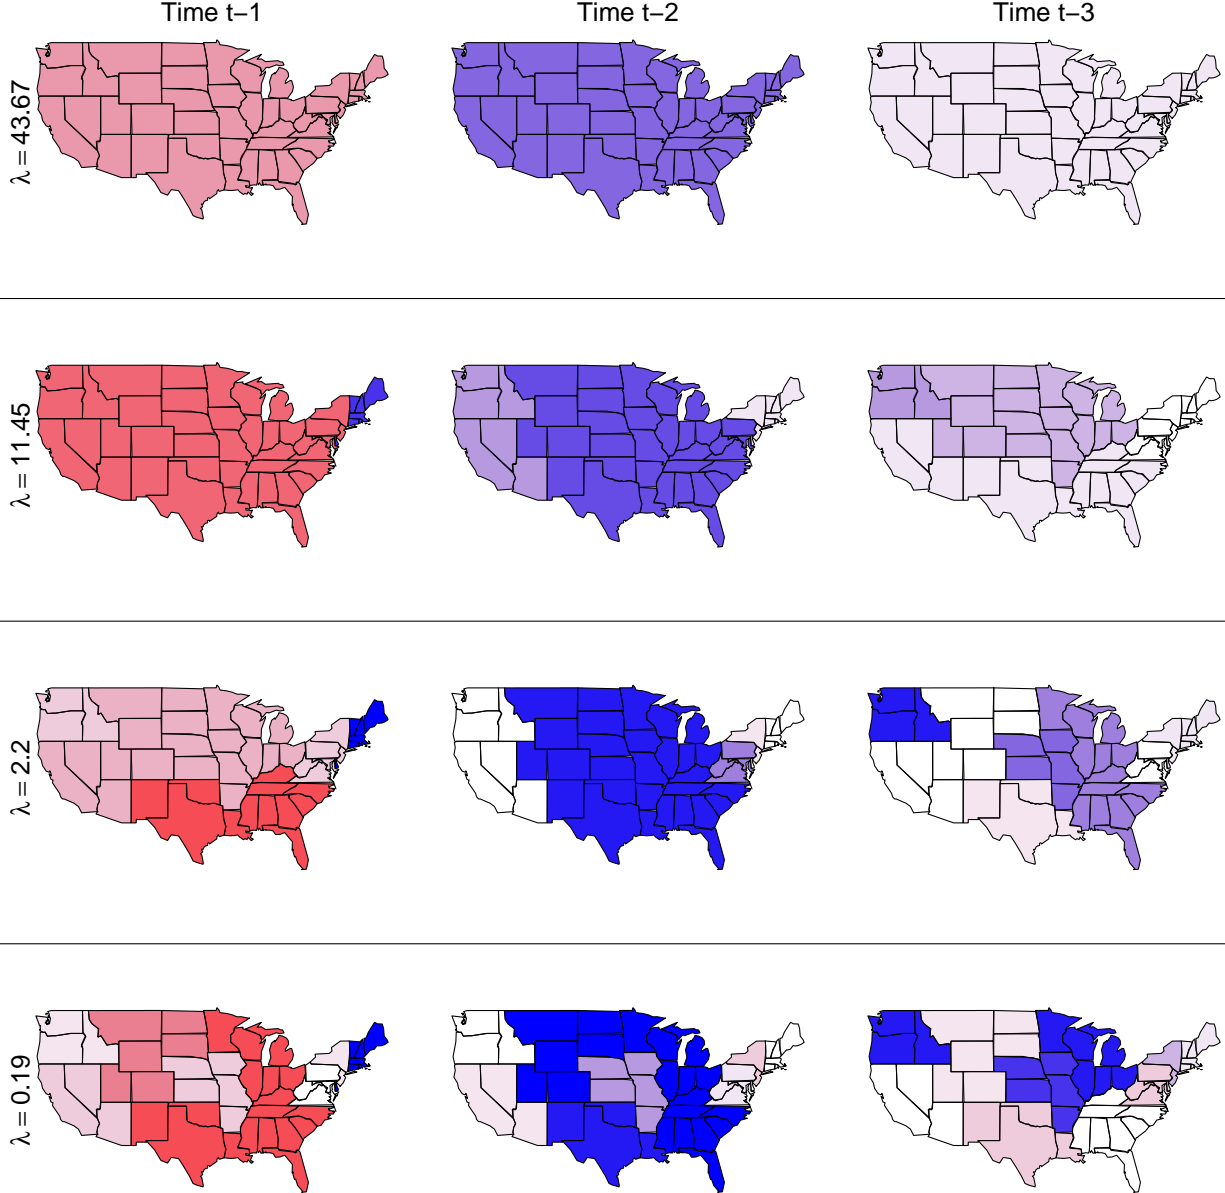 Time t−1 Time t−2 Time t−3
λ = 43.67
λ = 11.45
λ = 2.2
λ = 0.19